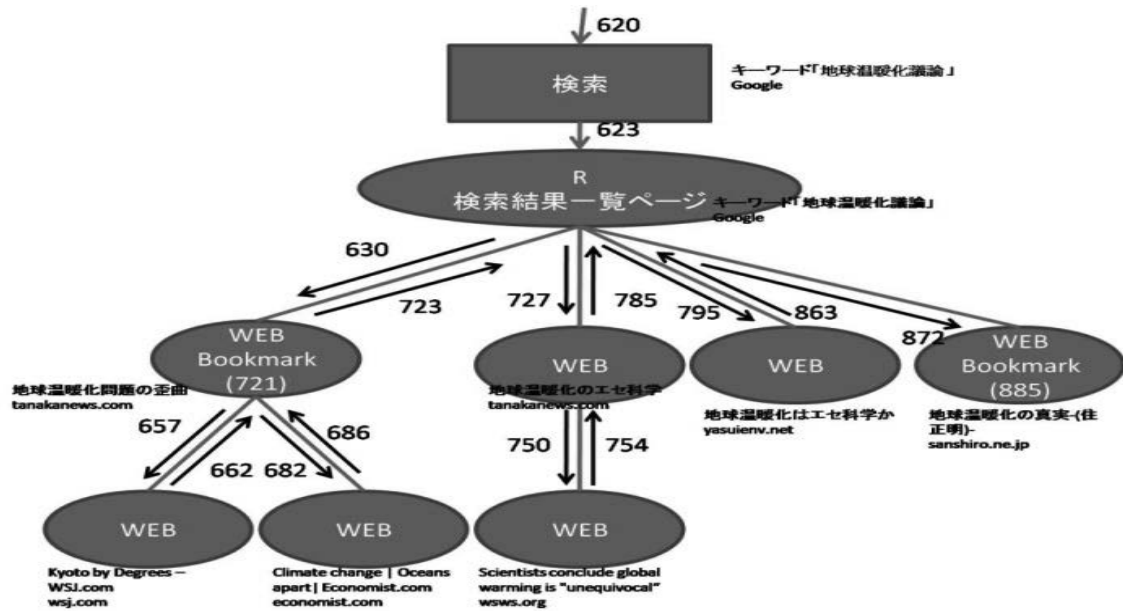 620
検索
キーワード「地球温暖化議論」
Google
623
R
検索結果一覧ページ
キーワード「地球温暖化議論」
Google
630
723
727
785
795
863
872
WEB
Bookmark
(721)
地球温暖化問題の歪曲
tanakanews.com
WEB
地球温暖化のエセ科学
tanakanews.com
WEB
地球温暖化はエセ科学か
yasuienv.net
WEB
Bookmark
(885)
地球温暖化の真実-(住
正明)-
sanshiro.ne.jp
657
662
682
686
750
754
WEB
Kyoto by Degrees –
WSJ.com
wsj.com
WEB
Climate change | Oceans
apart | Economist.com
economist.com
WEB
Scientists conclude global
warming is "unequivocal"
wsws.org